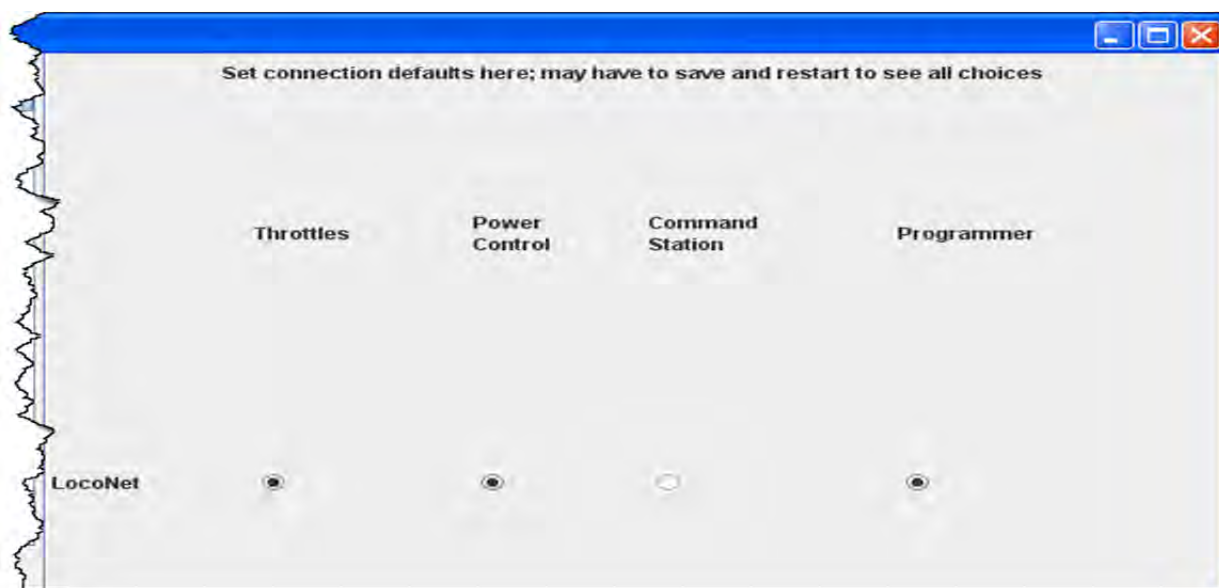 Set connection defaults here; may have to save and restart to see all choices
Throttles
Power
Control
Command
Station
Programmer
LocoNet